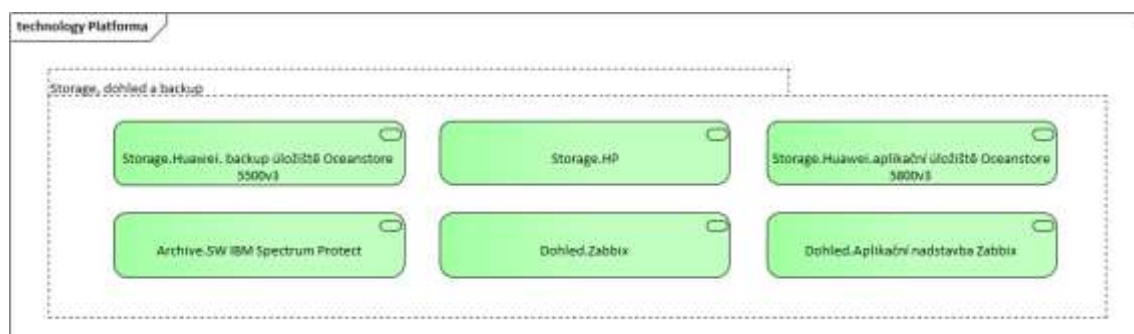 technology Platforma
Storage, dohled a backup
Storage.Huawei. backup úložiště Oceanstore
5500v3
Storage.HP
Storage.Huawei.aplikační úložiště Oceanstore
5800v3
Archive.SW IBM Spectrum Protect
Dohled.Zabbix
Dohled.Aplikační nadstavba Zabbix